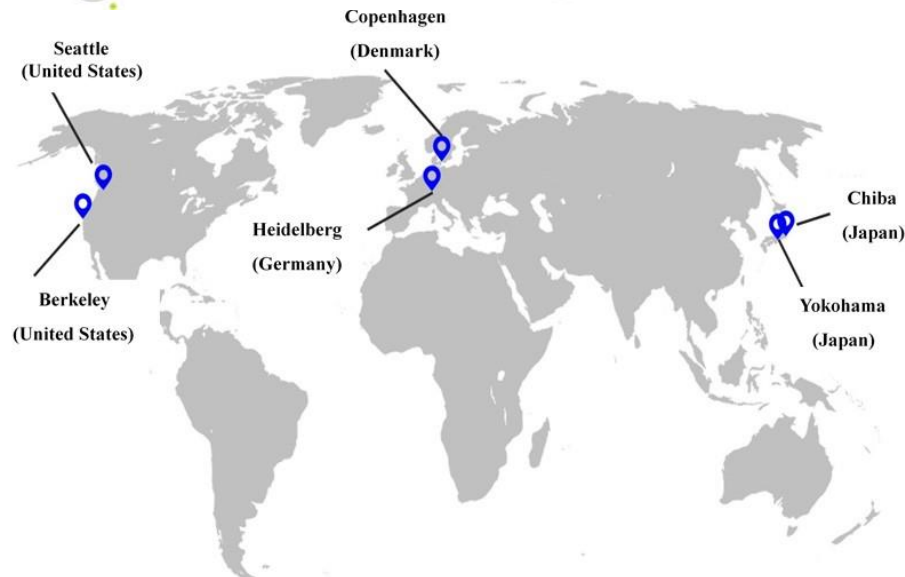 Copenhagen
(Denmark)
Seattle
(United States)
Chiba
(Japan)
Heidelberg
(Germany)
Berkeley
(United States)
Yokohama
(Japan)